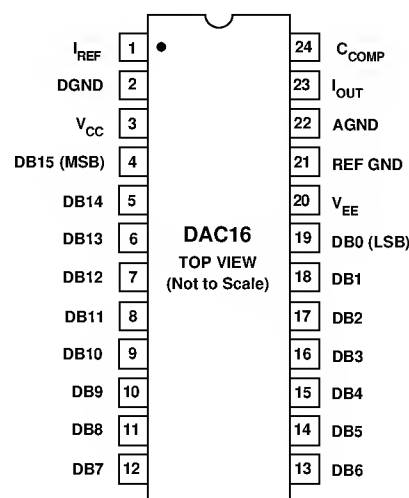 I_REF 1 24 C_COMP
DGND 2 23 I_OUT
V_CC 3 22 AGND
DB15 (MSB) 4 21 REF GND
DB14 5 20 V_EE
DB13 6 DAC16 19 DB0 (LSB)
DB12 7 TOP VIEW 18 DB1
(Not to Scale)
DB11 8 17 DB2
DB10 9 16 DB3
DB9 10 15 DB4
DB8 11 14 DB5
DB7 12 13 DB6